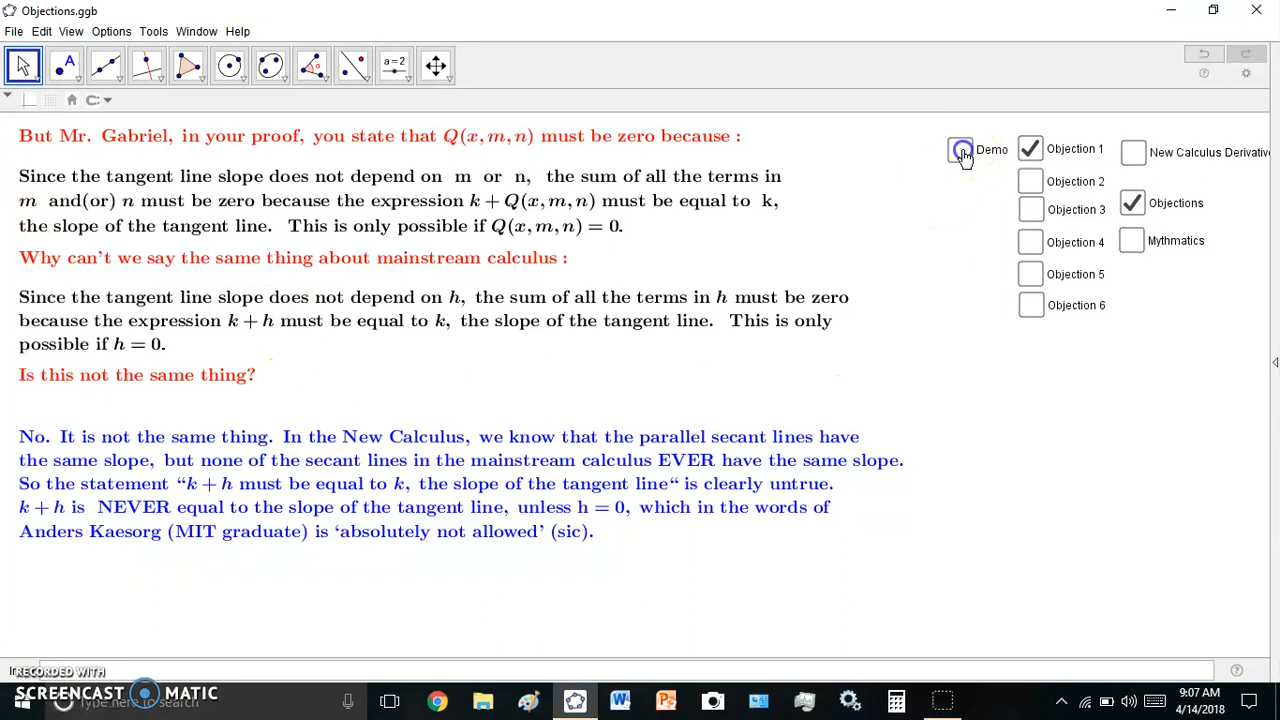 Objections.ggb
File Edit View Options Tools Window Help
A
a = 2
But Mr. Gabriel, in your proof, you state that Q(x, m, n) must be zero because :
Since the tangent line slope does not depend on m or n, the sum of all the terms in
m and(or) n must be zero because the expression k + Q(x, m, n) must be equal to k,
the slope of the tangent line. This is only possible if Q(x, m, n) = 0.
Why can't we say the same thing about mainstream calculus :
Since the tangent line slope does not depend on h, the sum of all the terms in h must be zero
because the expression k + h must be equal to k, the slope of the tangent line. This is only
possible if h = 0.
Is this not the same thing?
No. It is not the same thing. In the New Calculus, we know that the parallel secant lines have
the same slope, but none of the secant lines in the mainstream calculus EVER have the same slope.
So the statement “k + h must be equal to k, the slope of the tangent line“ is clearly untrue.
k + h is NEVER equal to the slope of the tangent line, unless h = 0, which in the words of
Anders Kaesorg (MIT graduate) is ‘absolutely not allowed’ (sic).
Demo
Objection 1
Objection 2
Objection 3
Objection 4
Objection 5
Objection 6
New Calculus Derivative
Objections
Mythmatics
RECORDED WITH
SCREENCAST MATIC
Type here to search
9:07 AM
4/14/2018